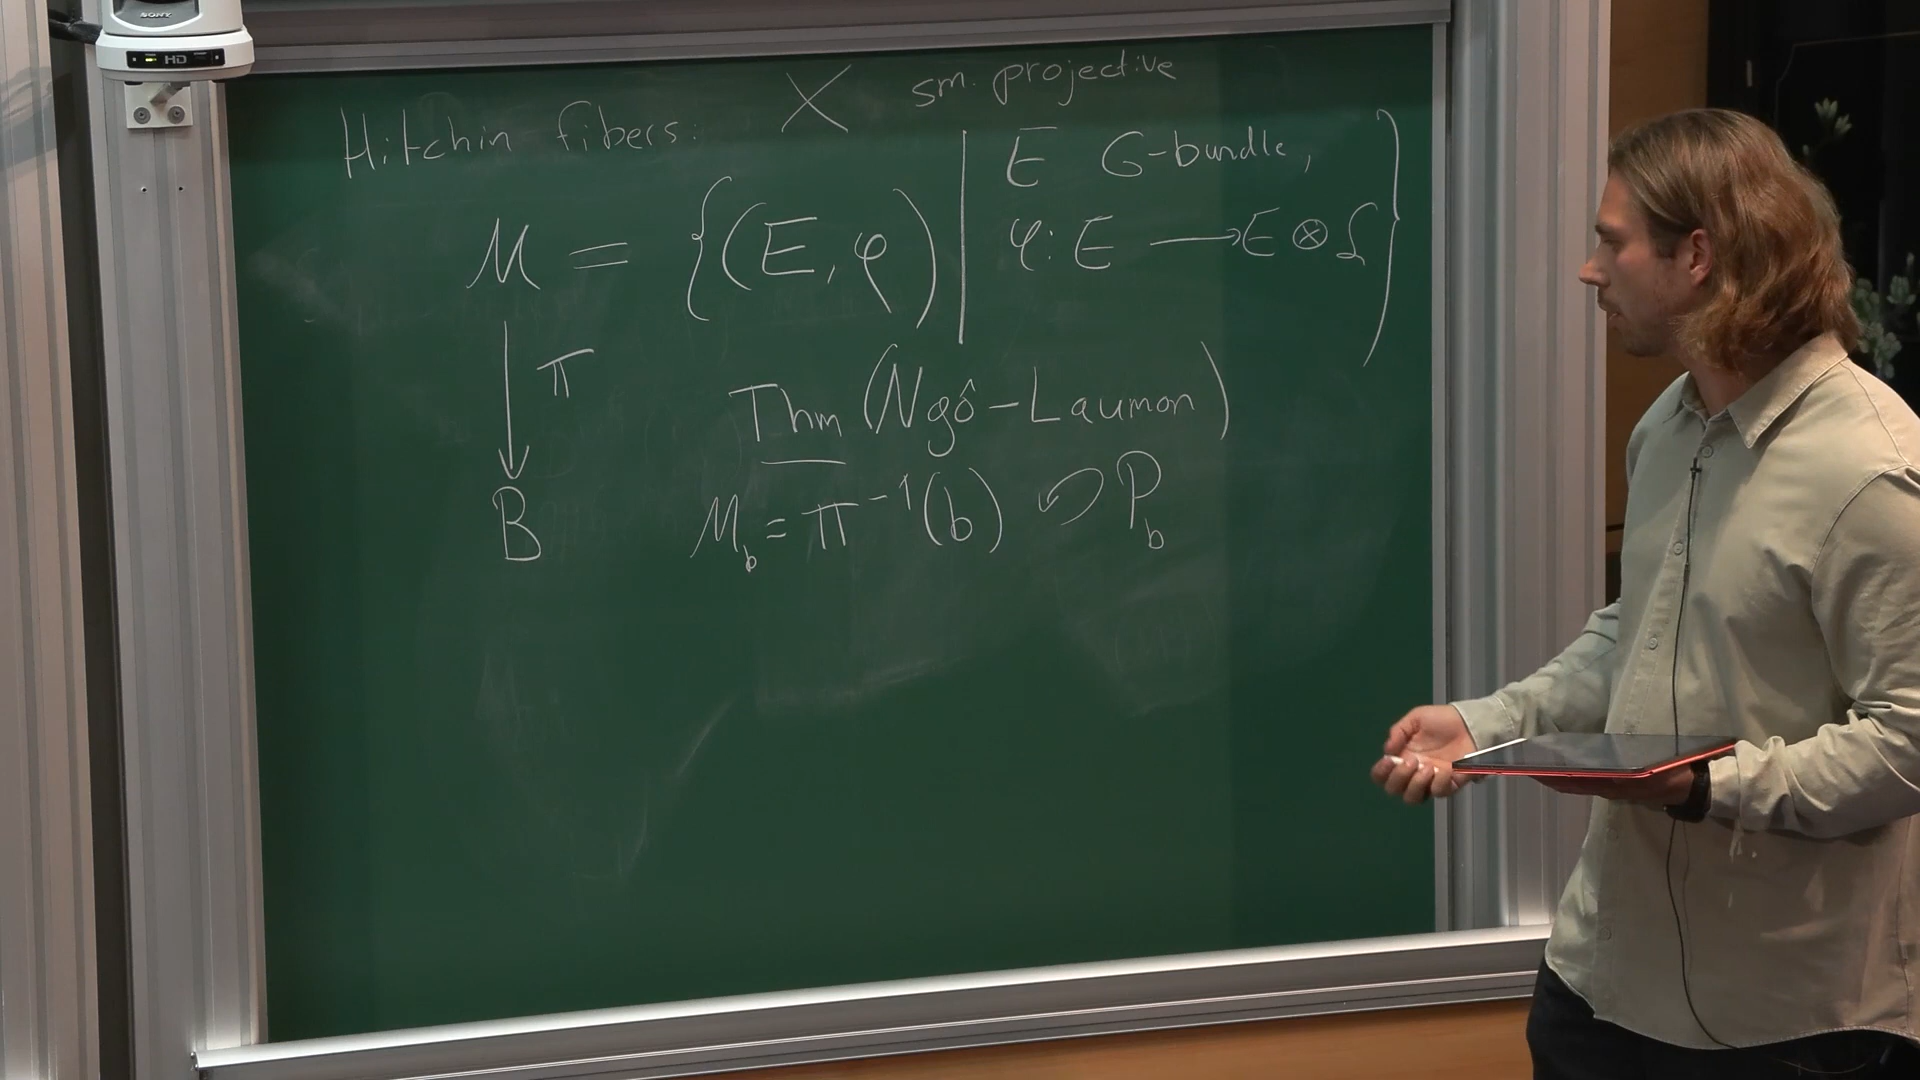 SONY
HD
Hitchin fibers: X sm. projective
M = {(E, φ) | E G-bundle,
φ: E ⟶ E ⊗ L}
π
Thm (Ngô-Laumon)
B M_b = π⁻¹(b) ↶ P_b